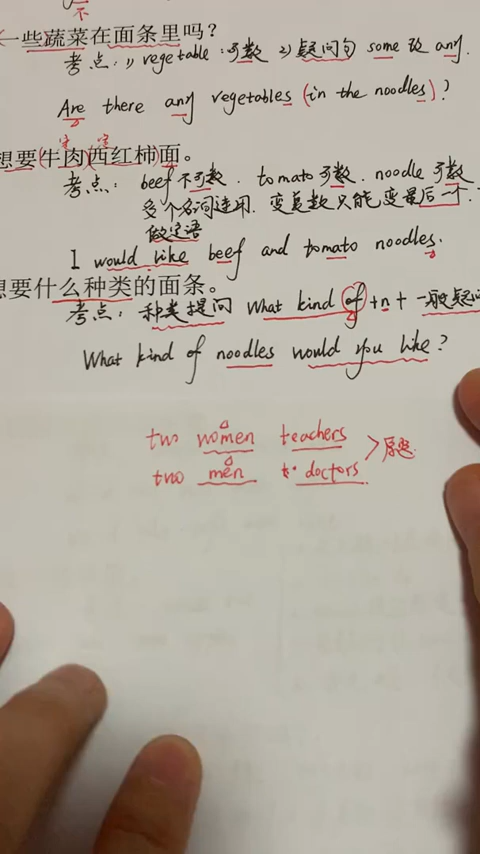 不
一些蔬菜在面条里吗?
考点:1) vegetable:可数 2) 疑问句 some 改 any.
Are there any vegetables (in the noodles)?
定 定
想要(牛肉)(西红柿)面。
考点: beef 不可数. tomato 可数. noodle 可数
多个名词连用. 变复数只能变最后一个.
做定语
I would like beef and tomato noodles.
想要什么种类的面条。
考点: 种类提问 What kind of +n + 一般疑问
What kind of noodles would you like?
two women teachers
two men doctors